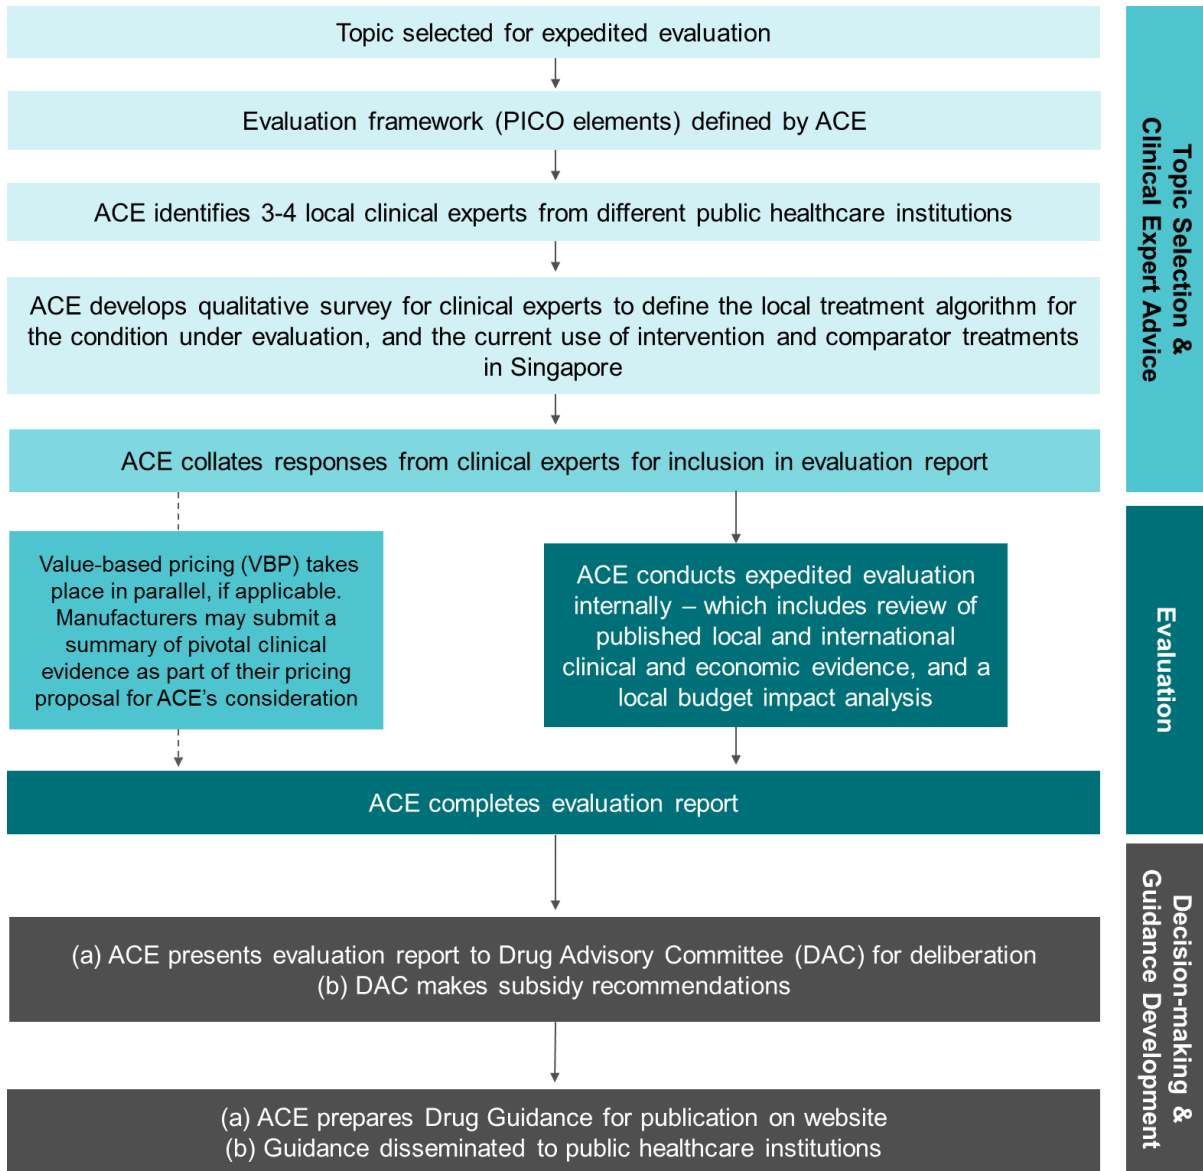 Topic selected for expedited evaluation
Evaluation framework (PICO elements) defined by ACE
ACE identifies 3-4 local clinical experts from different public healthcare institutions
ACE develops qualitative survey for clinical experts to define the local treatment algorithm for
the condition under evaluation, and the current use of intervention and comparator treatments
in Singapore
ACE collates responses from clinical experts for inclusion in evaluation report
Topic Selection &
Clinical Expert Advice
Value-based pricing (VBP) takes
place in parallel, if applicable.
Manufacturers may submit a
summary of pivotal clinical
evidence as part of their pricing
proposal for ACE’s consideration
ACE conducts expedited evaluation
internally – which includes review of
published local and international
clinical and economic evidence, and a
local budget impact analysis
ACE completes evaluation report
Evaluation
(a) ACE presents evaluation report to Drug Advisory Committee (DAC) for deliberation
(b) DAC makes subsidy recommendations
(a) ACE prepares Drug Guidance for publication on website
(b) Guidance disseminated to public healthcare institutions
Decision-making &
Guidance Development